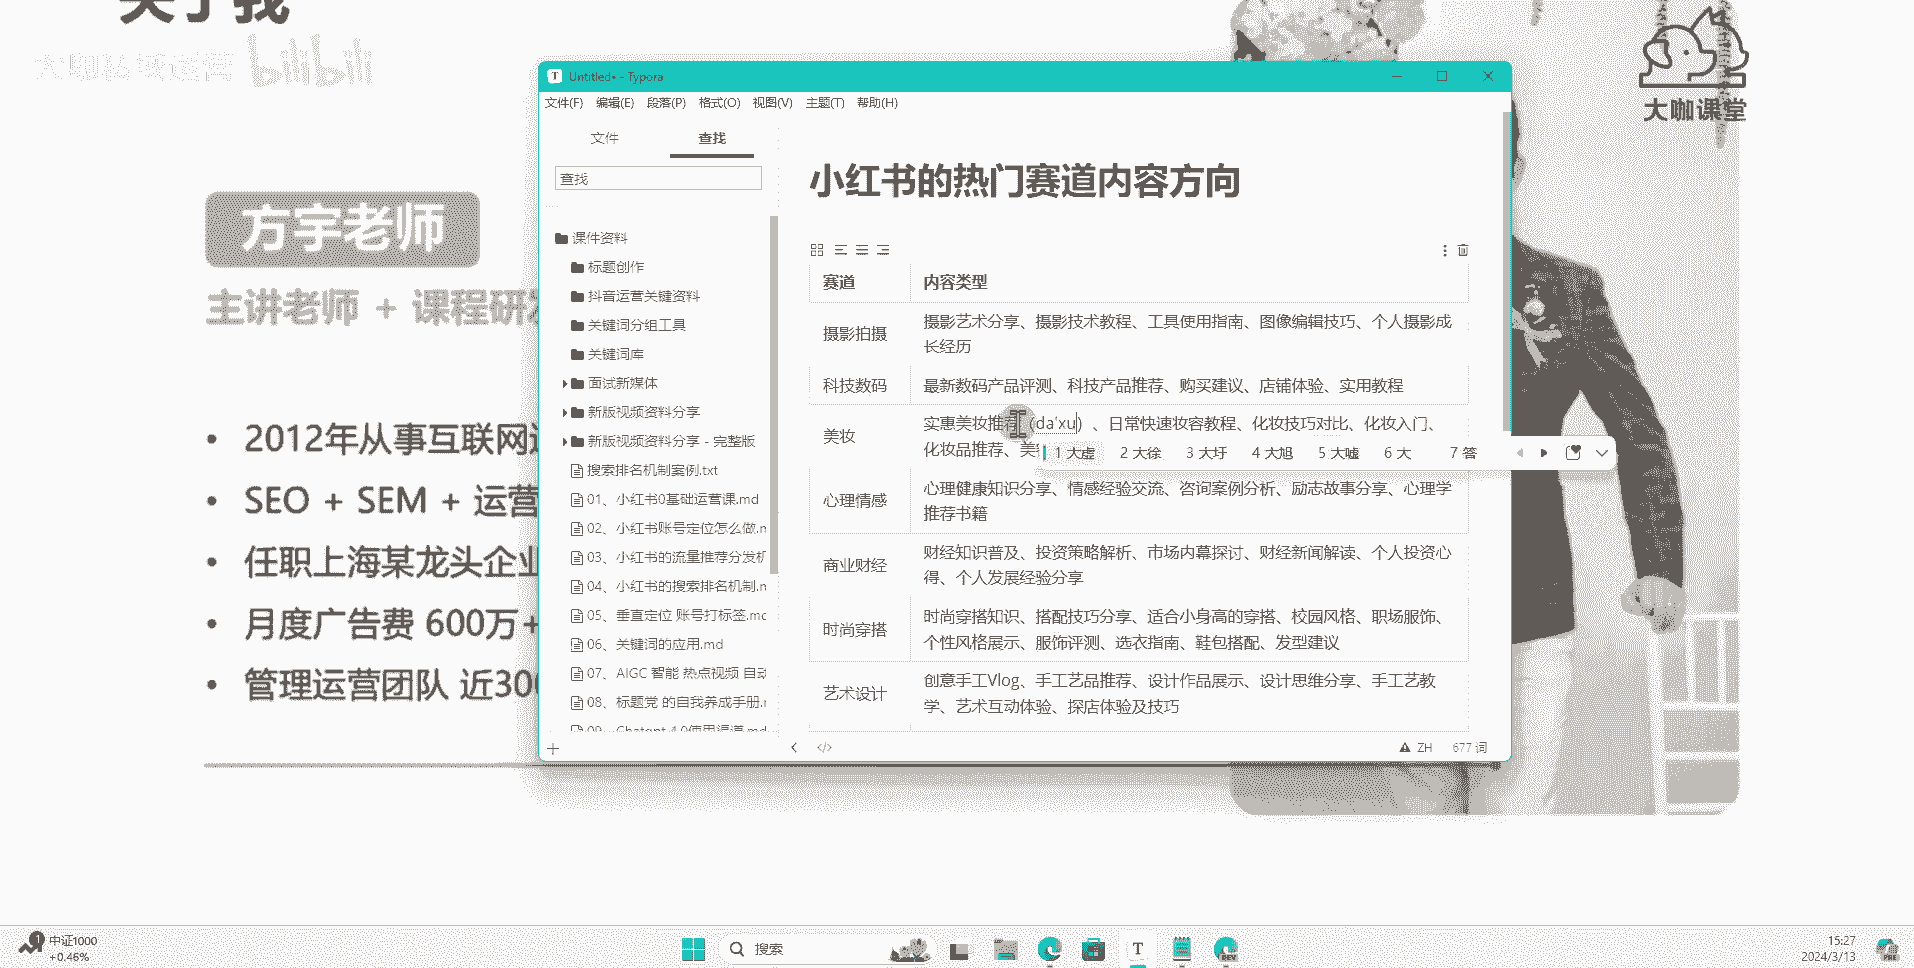 关于我
bilibili
大咖课堂
方宇老师
主讲老师 + 课程研发
2012年从事互联网运
SEO + SEM + 运营
任职上海某龙头企业
月度广告费 600万+
管理运营团队 近300
Untitled• - Typora
文件(F) 编辑(E) 段落(P) 格式(O) 视图(V) 主题(T) 帮助(H)
文件 查找
查找
课件资料
标题创作
抖音运营关键资料
关键词分组工具
关键词库
面试新媒体
新版视频资料分享
新版视频资料分享 - 完整版
搜索排名机制案例.txt
01、小红书0基础运营课.md
02、小红书账号定位怎么做.m
03、小红书的流量推荐分发机
04、小红书的搜索排名机制.m
05、垂直定位 账号打标签.md
06、关键词的应用.md
07、AIGC 智能 热点视频 自动
08、标题党 的自我养成手册.m
小红书的热门赛道内容方向
赛道 内容类型
摄影拍摄 摄影艺术分享、摄影技术教程、工具使用指南、图像编辑技巧、个人摄影成
长经历
科技数码 最新数码产品评测、科技产品推荐、购买建议、店铺体验、实用教程
美妆 实惠美妆推荐 (da'xu) 、日常快速妆容教程、化妆技巧对比、化妆入门、
化妆品推荐、美
1 大虚 2 大徐 3 大圩 4 大旭 5 大嘘 6 大 7 答
心理情感 心理健康知识分享、情感经验交流、咨询案例分析、励志故事分享、心理学
推荐书籍
商业财经 财经知识普及、投资策略解析、市场内幕探讨、财经新闻解读、个人投资心
得、个人发展经验分享
时尚穿搭 时尚穿搭知识、搭配技巧分享、适合小身高的穿搭、校园风格、职场服饰、
个性风格展示、服饰评测、选衣指南、鞋包搭配、发型建议
艺术设计 创意手工Vlog、手工艺品推荐、设计作品展示、设计思维分享、手工艺教
学、艺术互动体验、探店体验及技巧
ZH 677 词
1
中证1000
+0.46%
搜索
T
DEV
15:27
2024/3/13
PRE